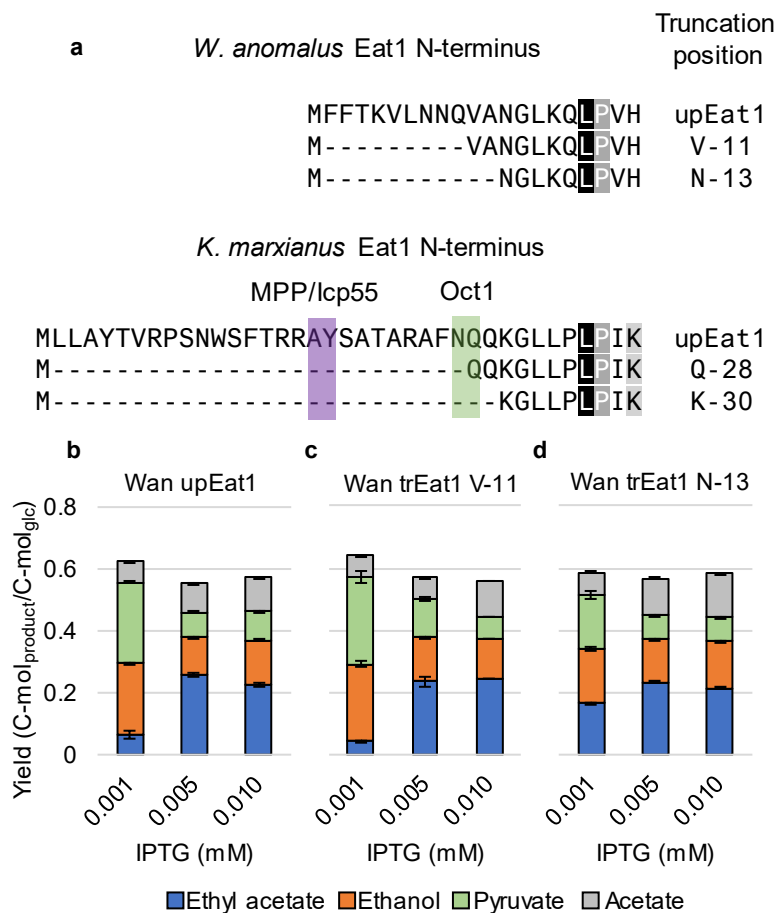 a
W. anomalus Eat1 N-terminus
Truncation position
MFFTKVLNNQVANGLKQLPVH upEat1
M---------VANGLKQLPVH V-11
M-----------NGLKQLPVH N-13
K. marxianus Eat1 N-terminus
MPP/Icp55 Oct1
MLLAYTVRPSNWSFTRRAYSATARAFNQQKGLLPLPIK upEat1
M--------------------------QQKGLLPLPIK Q-28
M----------------------------KGLLPLPIK K-30
b c d
Wan upEat1 Wan trEat1 V-11 Wan trEat1 N-13
Yield (C-molproduct/C-molglc)
0.8
0.6
0.4
0.2
0
0.001 0.005 0.010 0.001 0.005 0.010 0.001 0.005 0.010
IPTG (mM) IPTG (mM) IPTG (mM)
Ethyl acetate Ethanol Pyruvate Acetate